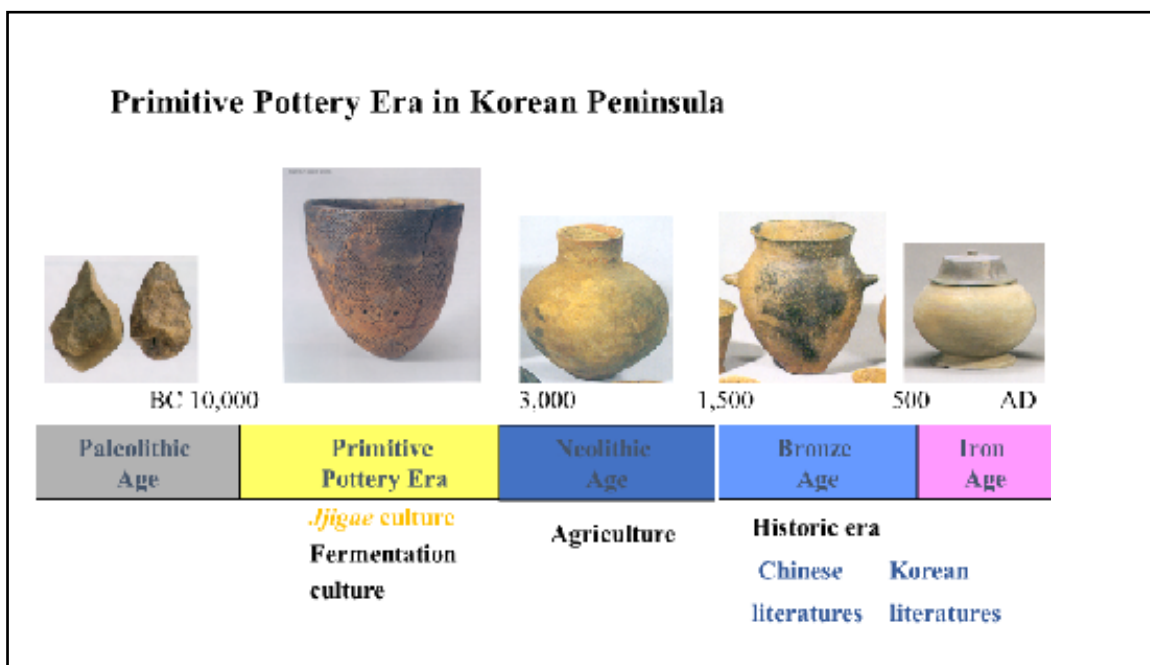 Primitive Pottery Era in Korean Peninsula
BC 10,000 3,000 1,500 500 AD
Paleolithic Age
Primitive Pottery Era
Neolithic Age
Bronze Age
Iron Age
Jjigae culture
Fermentation
culture
Agriculture
Historic era
Chinese
literatures
Korean
literatures